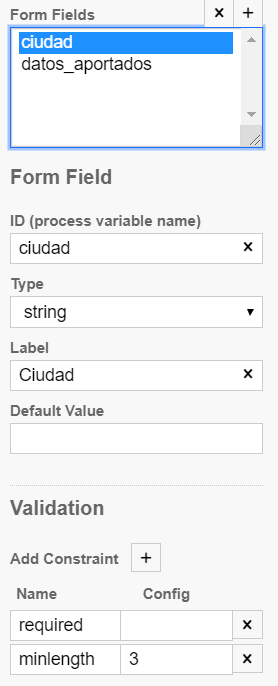 Form Fields × +
ciudad
datos_aportados
Form Field
ID (process variable name)
ciudad ×
Type
string
Label
Ciudad ×
Default Value
Validation
Add Constraint +
Name Config
required ×
minlength 3 ×